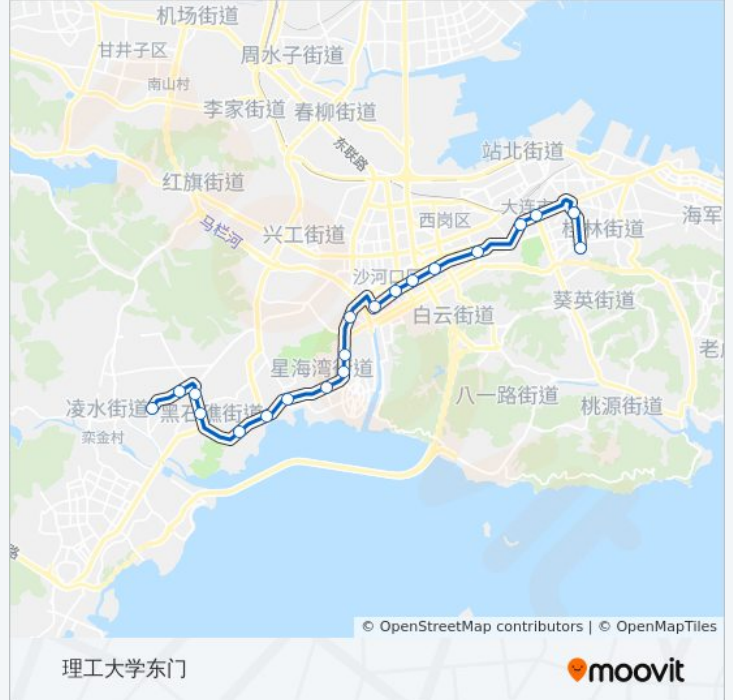 机场街道
甘井子区
周水子街道
南山村
李家街道
春柳街道
东联路
站北街道
红旗街道
大连市
海军
西岗区
桂林街道
马栏河
兴工街道
沙河口区
葵英街道
白云街道
老虎
星海湾街道
八一路街道
桃源街道
凌水街道
黑石礁街道
栾金村
路
© OpenStreetMap contributors | © OpenMapTiles
理工大学东门
moovit